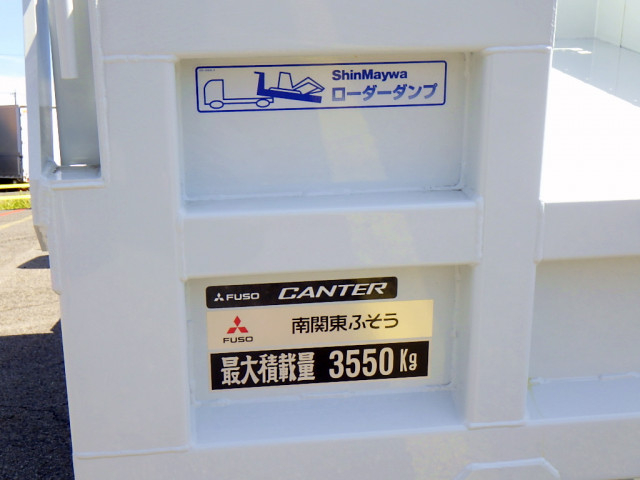 ShinMaywa
ローダーダンプ
FUSO CANTER
FUSO 南関東ふそう
最大積載量 3550 Kg